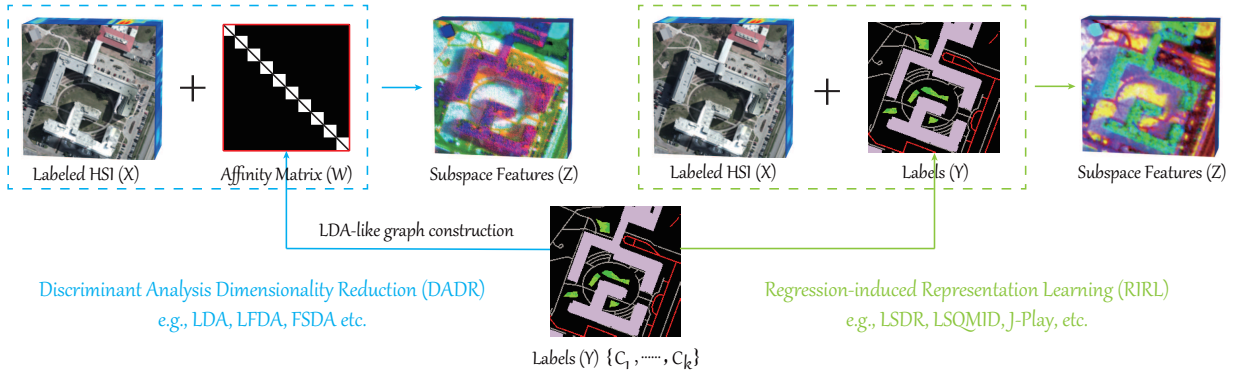 +
+
Labeled HSI (X)
Affinity Matrix (W)
Subspace Features (Z)
Labeled HSI (X)
Labels (Y)
Subspace Features (Z)
LDA-like graph construction
Discriminant Analysis Dimensionality Reduction (DADR)
e.g., LDA, LFDA, FSDA etc.
Regression-induced Representation Learning (RIRL)
e.g., LSDR, LSQMID, J-Play, etc.
Labels (Y) {C₁, ······, Cₖ}